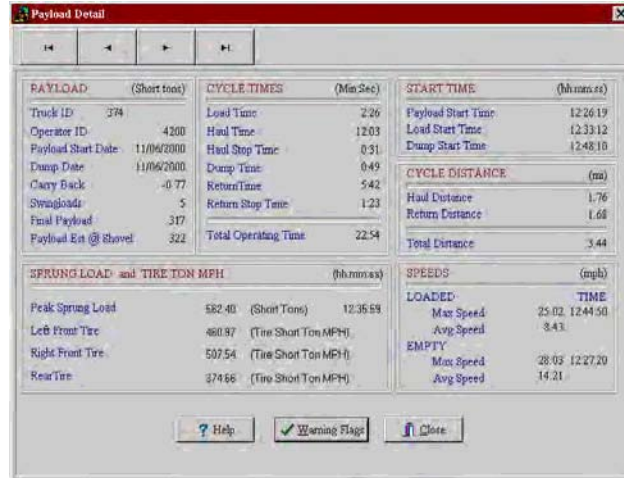 Payload Detail
PAYLOAD (Short tons)
Truck ID 374
Operator ID 4200
Payload Start Date 11/06/2000
Dump Date 11/06/2000
Carry Back -0.77
Swingloads 5
Final Payload 317
Payload Est @ Shovel 322
CYCLE TIMES (Min:Sec)
Load Time 2:26
Haul Time 12:03
Haul Stop Time 0:31
Dump Time 0:49
ReturnTime 5:42
Return Stop Time 1:23
Total Operating Time 22:54
START TIME (hh:mm:ss)
Payload Start Time 12:26:19
Load Start Time 12:33:12
Dump Start Time 12:48:10
CYCLE DISTANCE (mi)
Haul Distance 1.76
Return Distance 1.68
Total Distance 3.44
SPRUNG LOAD and TIRE TON MPH (hh:mm:ss)
Peak Sprung Load 562.40 (Short Tons) 12:35:59
Left Front Tire 460.97 (Tire Short Ton MPH)
Right Front Tire 507.54 (Tire Short Ton MPH)
RearTire 374.66 (Tire Short Ton MPH)
SPEEDS (mph)
LOADED TIME
Max Speed 25.02 12:44:50
Avg Speed 8.43
EMPTY
Max Speed 28.03 12:27:20
Avg Speed 14.21
? Help
Warning Flags
Close